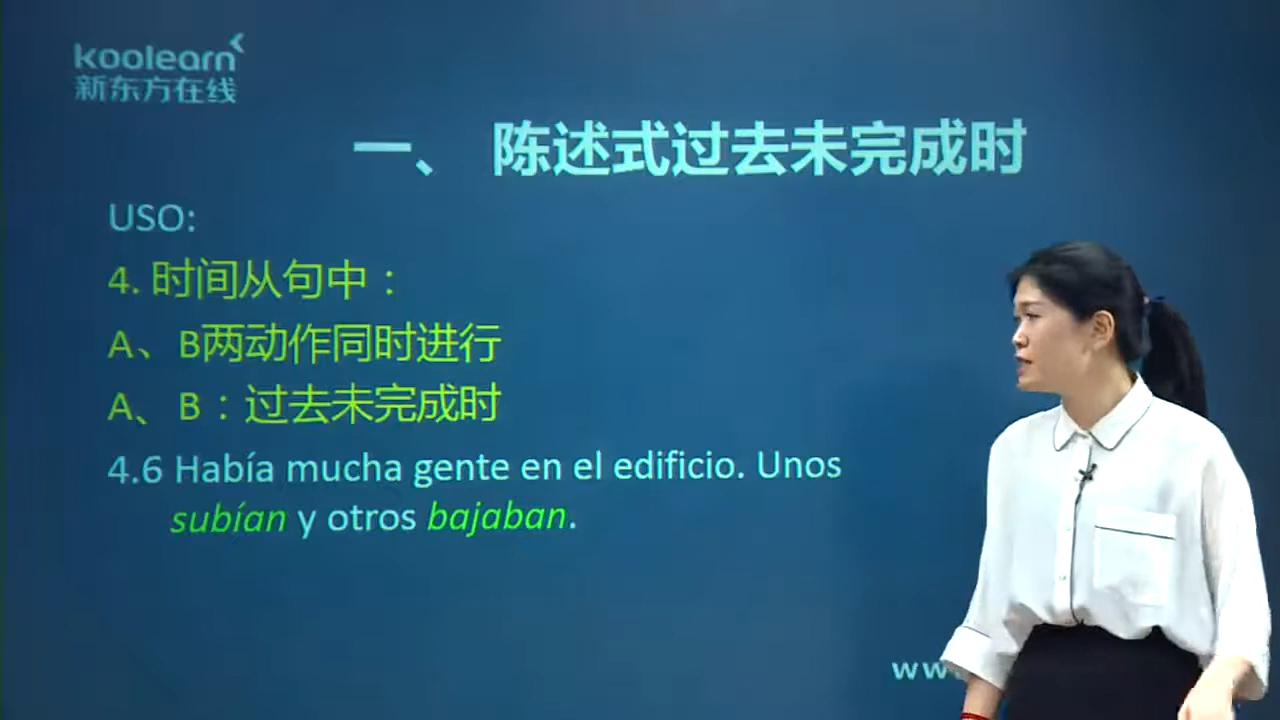 koolearn
新东方在线
一、 陈述式过去未完成时
USO:
4. 时间从句中：
A、B两动作同时进行
A、B：过去未完成时
4.6 Había mucha gente en el edificio. Unos
subían y otros bajaban.